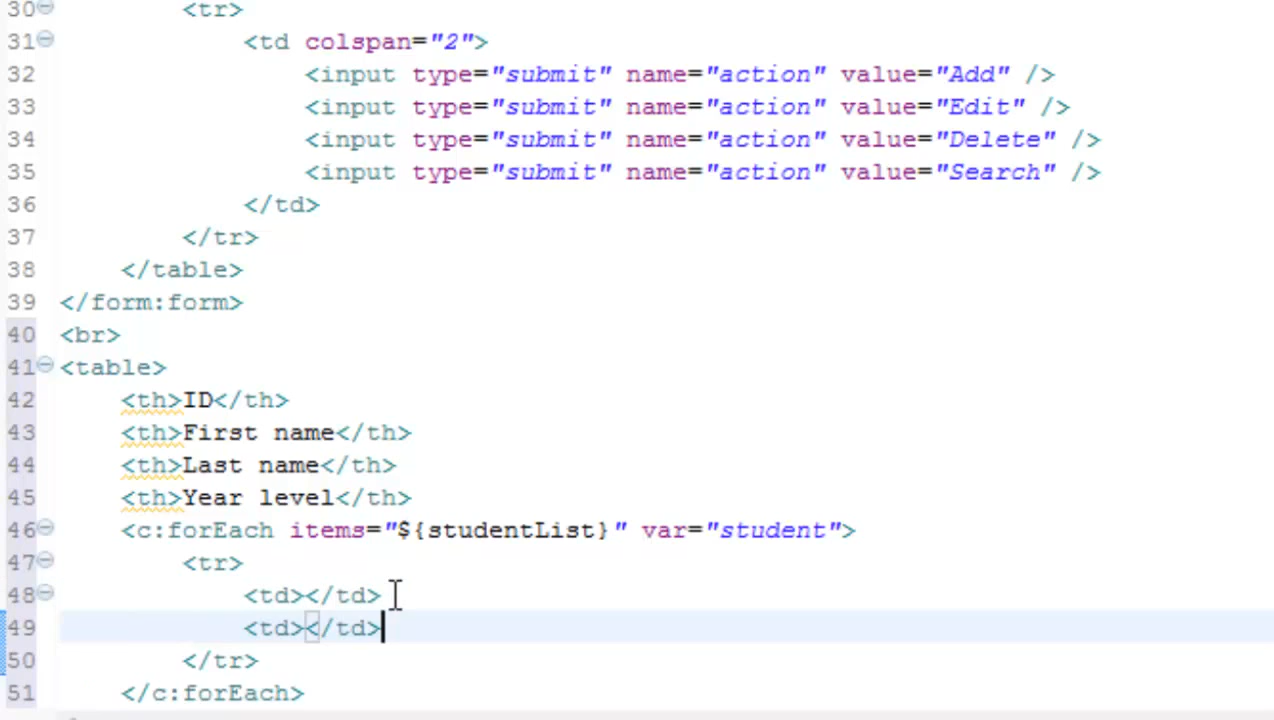 30 <tr>
31 <td colspan="2">
32 <input type="submit" name="action" value="Add" />
33 <input type="submit" name="action" value="Edit" />
34 <input type="submit" name="action" value="Delete" />
35 <input type="submit" name="action" value="Search" />
36 </td>
37 </tr>
38 </table>
39 </form:form>
40 <br>
41 <table>
42 <th>ID</th>
43 <th>First name</th>
44 <th>Last name</th>
45 <th>Year level</th>
46 <c:forEach items="${studentList}" var="student">
47 <tr>
48 <td></td>
49 <td></td>
50 </tr>
51 </c:forEach>